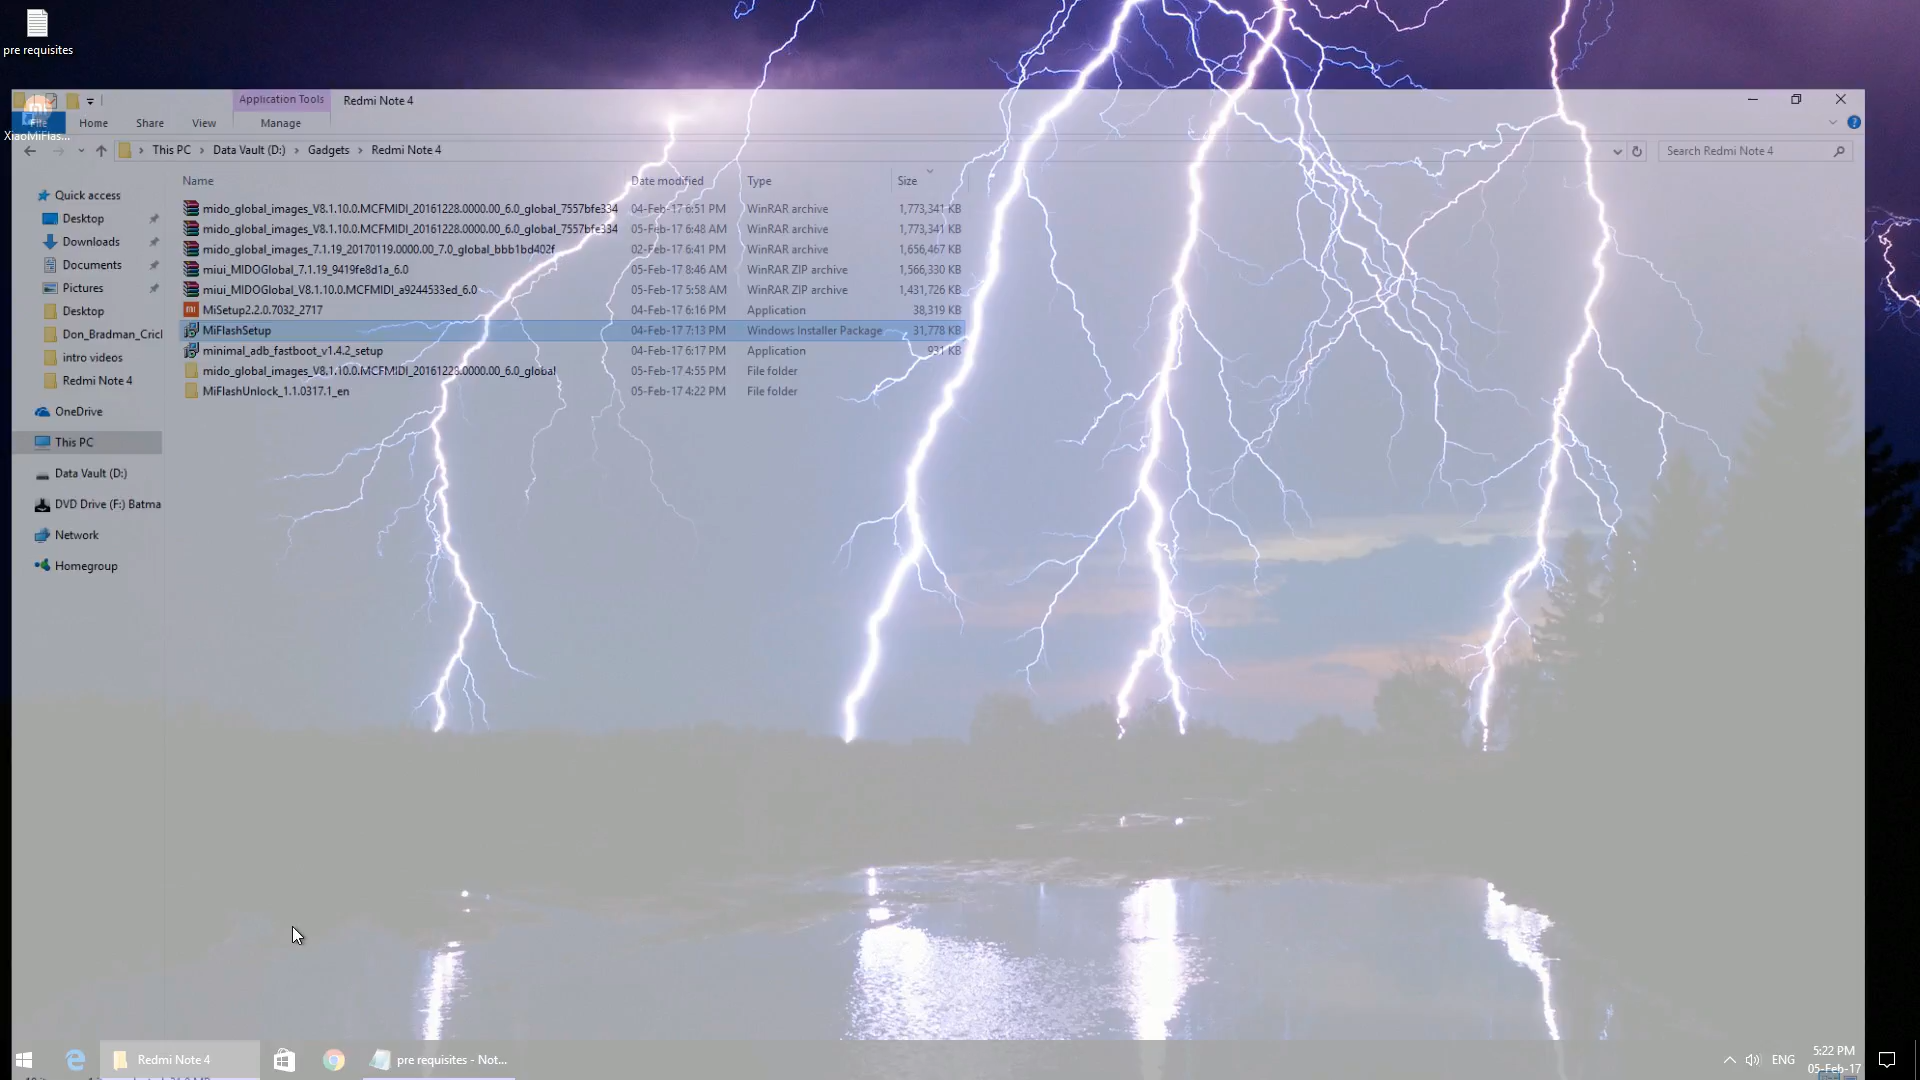 pre requisites
XiaoMiFlas...
Application Tools
Redmi Note 4
File
Home
Share
View
Manage
This PC
Data Vault (D:)
Gadgets
Redmi Note 4
Search Redmi Note 4
Name
Date modified
Type
Size
Quick access
Desktop
Downloads
Documents
Pictures
Desktop
Don_Bradman_Cricl
intro videos
Redmi Note 4
OneDrive
This PC
Data Vault (D:)
DVD Drive (F:) Batma
Network
Homegroup
mido_global_images_V8.1.10.0.MCFMIDI_20161228.0000.00_6.0_global_7557bfe334 04-Feb-17 6:51 PM WinRAR archive 1,773,341 KB
mido_global_images_V8.1.10.0.MCFMIDI_20161228.0000.00_6.0_global_7557bfe334 05-Feb-17 6:48 AM WinRAR archive 1,773,341 KB
mido_global_images_7.1.19_20170119.0000.00_7.0_global_bbb1bd402f 02-Feb-17 6:41 PM WinRAR archive 1,656,467 KB
miui_MIDOGlobal_7.1.19_9419fe8d1a_6.0 05-Feb-17 8:46 AM WinRAR ZIP archive 1,566,330 KB
miui_MIDOGlobal_V8.1.10.0.MCFMIDI_a9244533ed_6.0 05-Feb-17 5:58 AM WinRAR ZIP archive 1,431,726 KB
MiSetup2.2.0.7032_2717 04-Feb-17 6:16 PM Application 38,319 KB
MiFlashSetup 04-Feb-17 7:13 PM Windows Installer Package 31,778 KB
minimal_adb_fastboot_v1.4.2_setup 04-Feb-17 6:17 PM Application 931 KB
mido_global_images_V8.1.10.0.MCFMIDI_20161228.0000.00_6.0_global 05-Feb-17 4:55 PM File folder
MiFlashUnlock_1.1.0317.1_en 05-Feb-17 4:22 PM File folder
Redmi Note 4
pre requisites - Not...
ENG
5:22 PM
05-Feb-17